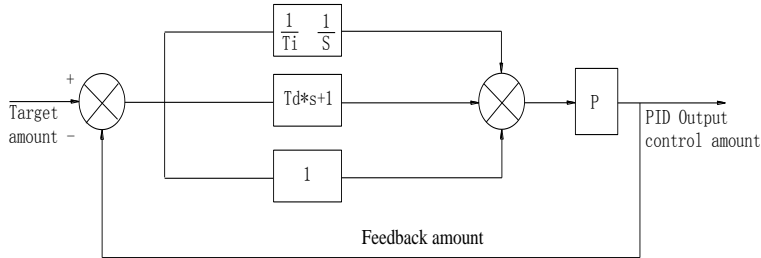 1 1
Ti S
+
Target
amount -
Td*s+1
P
PID Output
control amount
1
Feedback amount